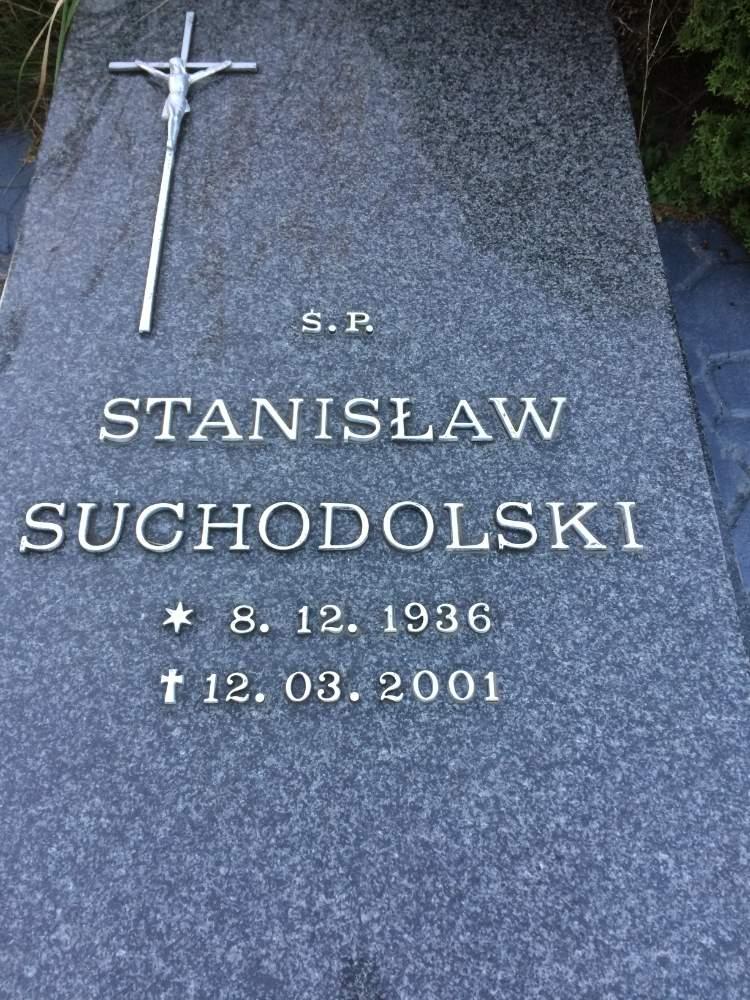 Ś.P.
STANISŁAW
SUCHODOLSKI
* 8. 12. 1936
✝ 12. 03. 2001